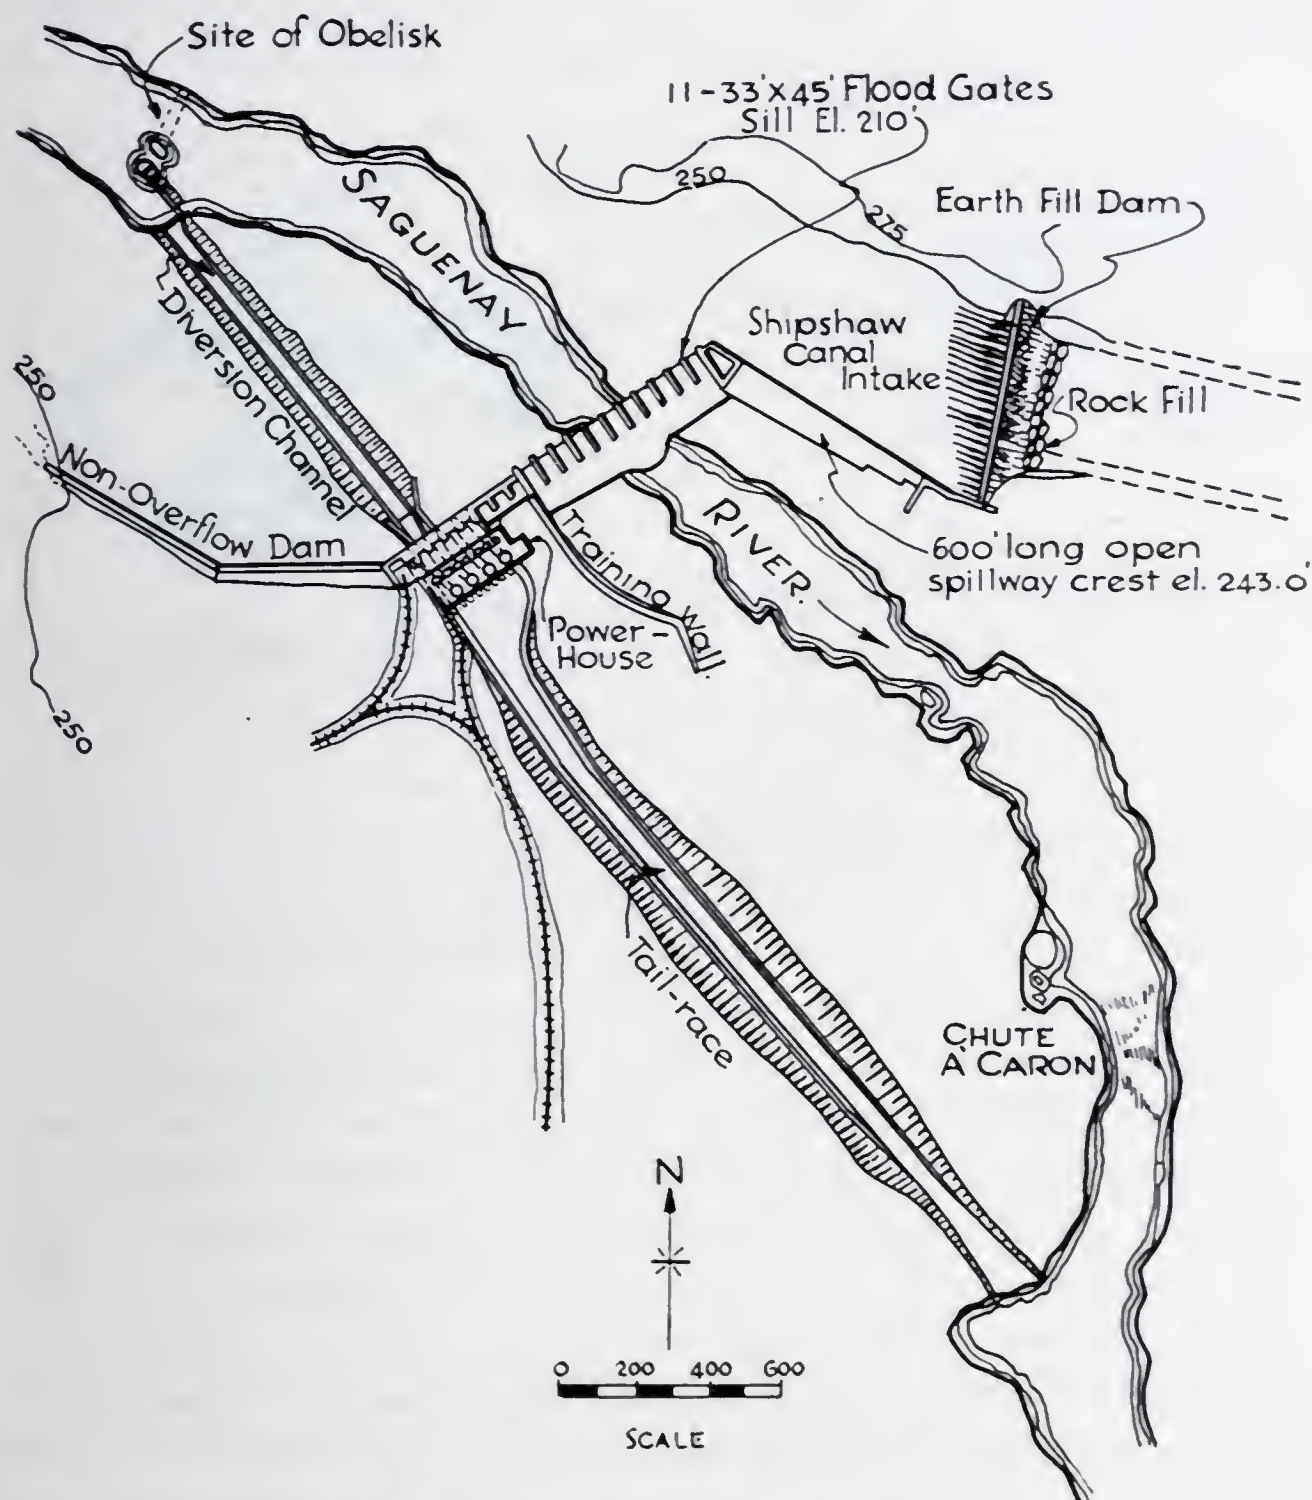 Site of Obelisk
11-33'x45' Flood Gates
Sill El. 210'
250
275
Earth Fill Dam
SAGUENAY
Diversion Channel
Shipshaw
Canal
Intake
Rock Fill
250
Non-Overflow Dam
Training Wall
RIVER.
600' long open
spillway crest el. 243.0'
Power-
House
250
Tail-race
CHUTE
À CARON
N
0 200 400 600
SCALE